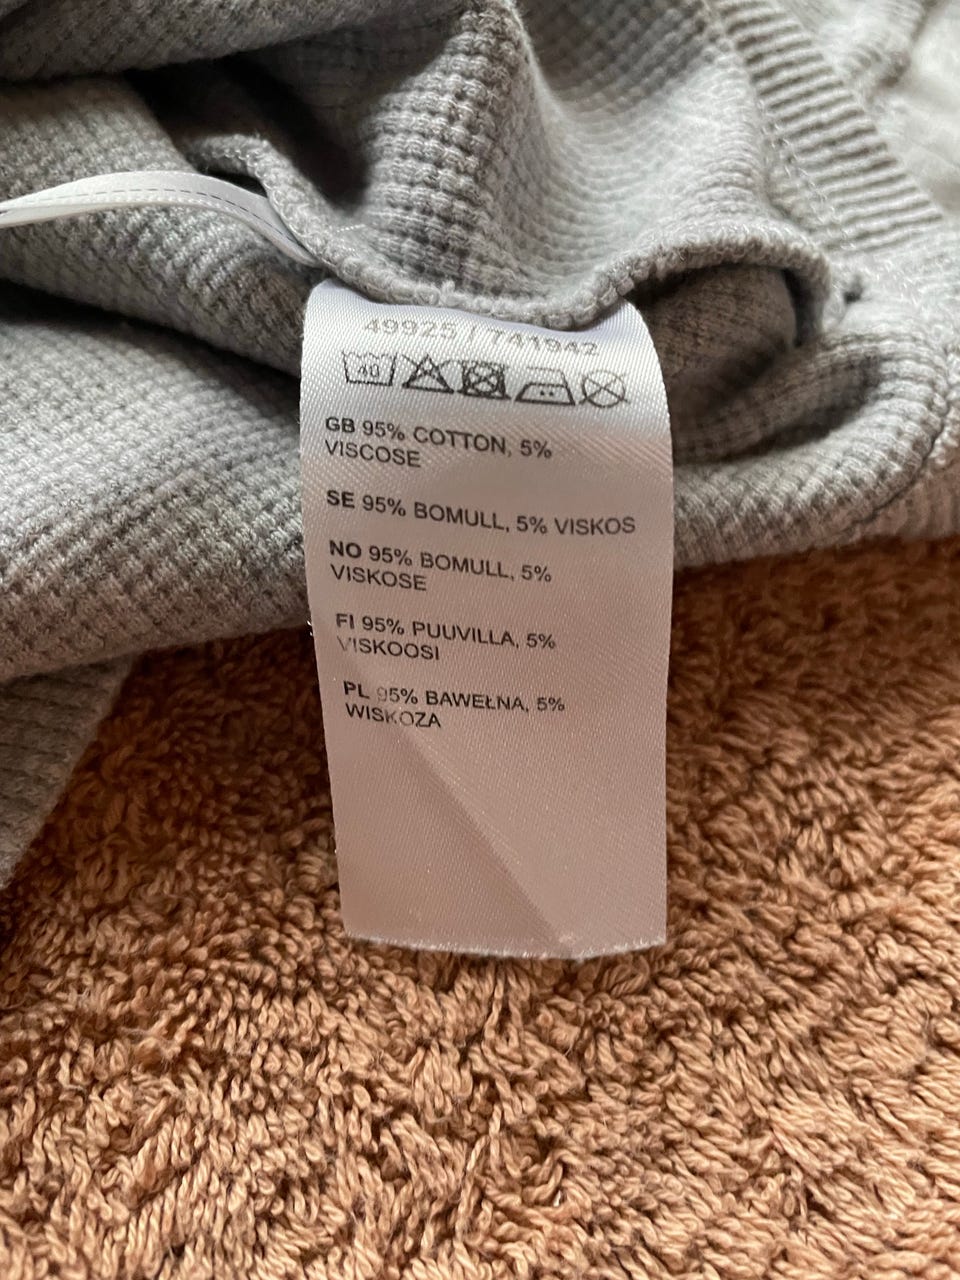 49925 / 741942
40
GB 95% COTTON, 5%
VISCOSE
SE 95% BOMULL, 5% VISKOS
NO 95% BOMULL, 5%
VISKOSE
FI 95% PUUVILLA, 5%
VISKOOSI
PL 95% BAWEŁNA, 5%
WISKOZA